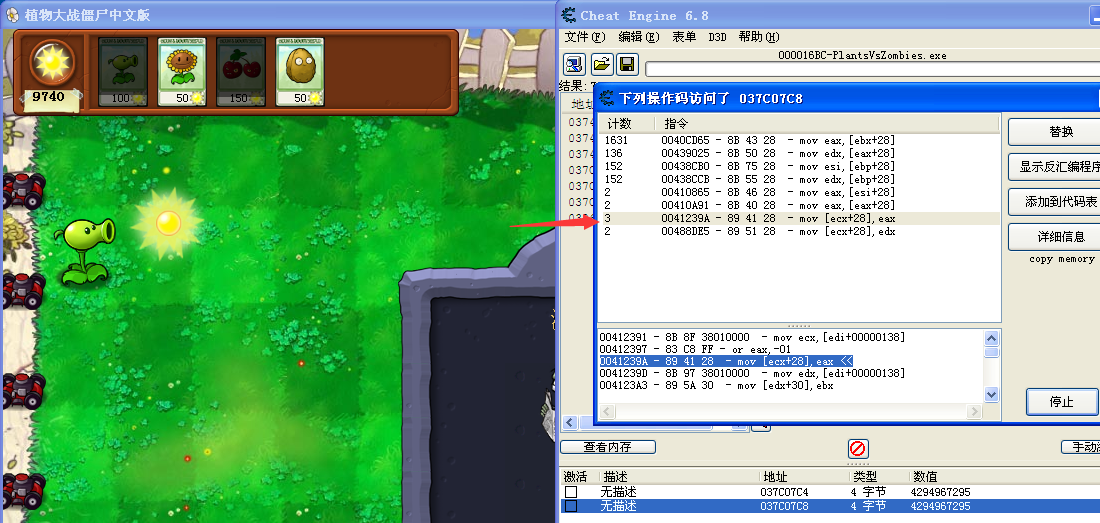 植物大战僵尸中文版
9740
100
50
150
50
Cheat Engine 6.8
文件(F) 编辑(E) 表单 D3D 帮助(H)
000016BC-PlantsVsZombies.exe
结果:
地址
下列操作码访问了 037C07C8
计数 指令
1631 0040CD65 - 8B 43 28 - mov eax,[ebx+28]
136 00439025 - 8B 50 28 - mov edx,[eax+28]
152 00438CB0 - 8B 75 28 - mov esi,[ebp+28]
152 00438CCB - 8B 55 28 - mov edx,[ebp+28]
2 00410865 - 8B 46 28 - mov eax,[esi+28]
2 00410A91 - 8B 40 28 - mov eax,[eax+28]
3 0041239A - 89 41 28 - mov [ecx+28],eax
2 00488DE5 - 89 51 28 - mov [ecx+28],edx
替换
显示反汇编程序
添加到代码表
详细信息
copy memory
00412391 - 8B 8F 38010000 - mov ecx,[edi+00000138]
00412397 - 83 C8 FF - or eax,-01
0041239A - 89 41 28 - mov [ecx+28],eax <<
0041239D - 8B 97 38010000 - mov edx,[edi+00000138]
004123A3 - 89 5A 30 - mov [edx+30],ebx
停止
查看内存
手动
激活 描述 地址 类型 数值
无描述 037C07C4 4 字节 4294967295
无描述 037C07C8 4 字节 4294967295